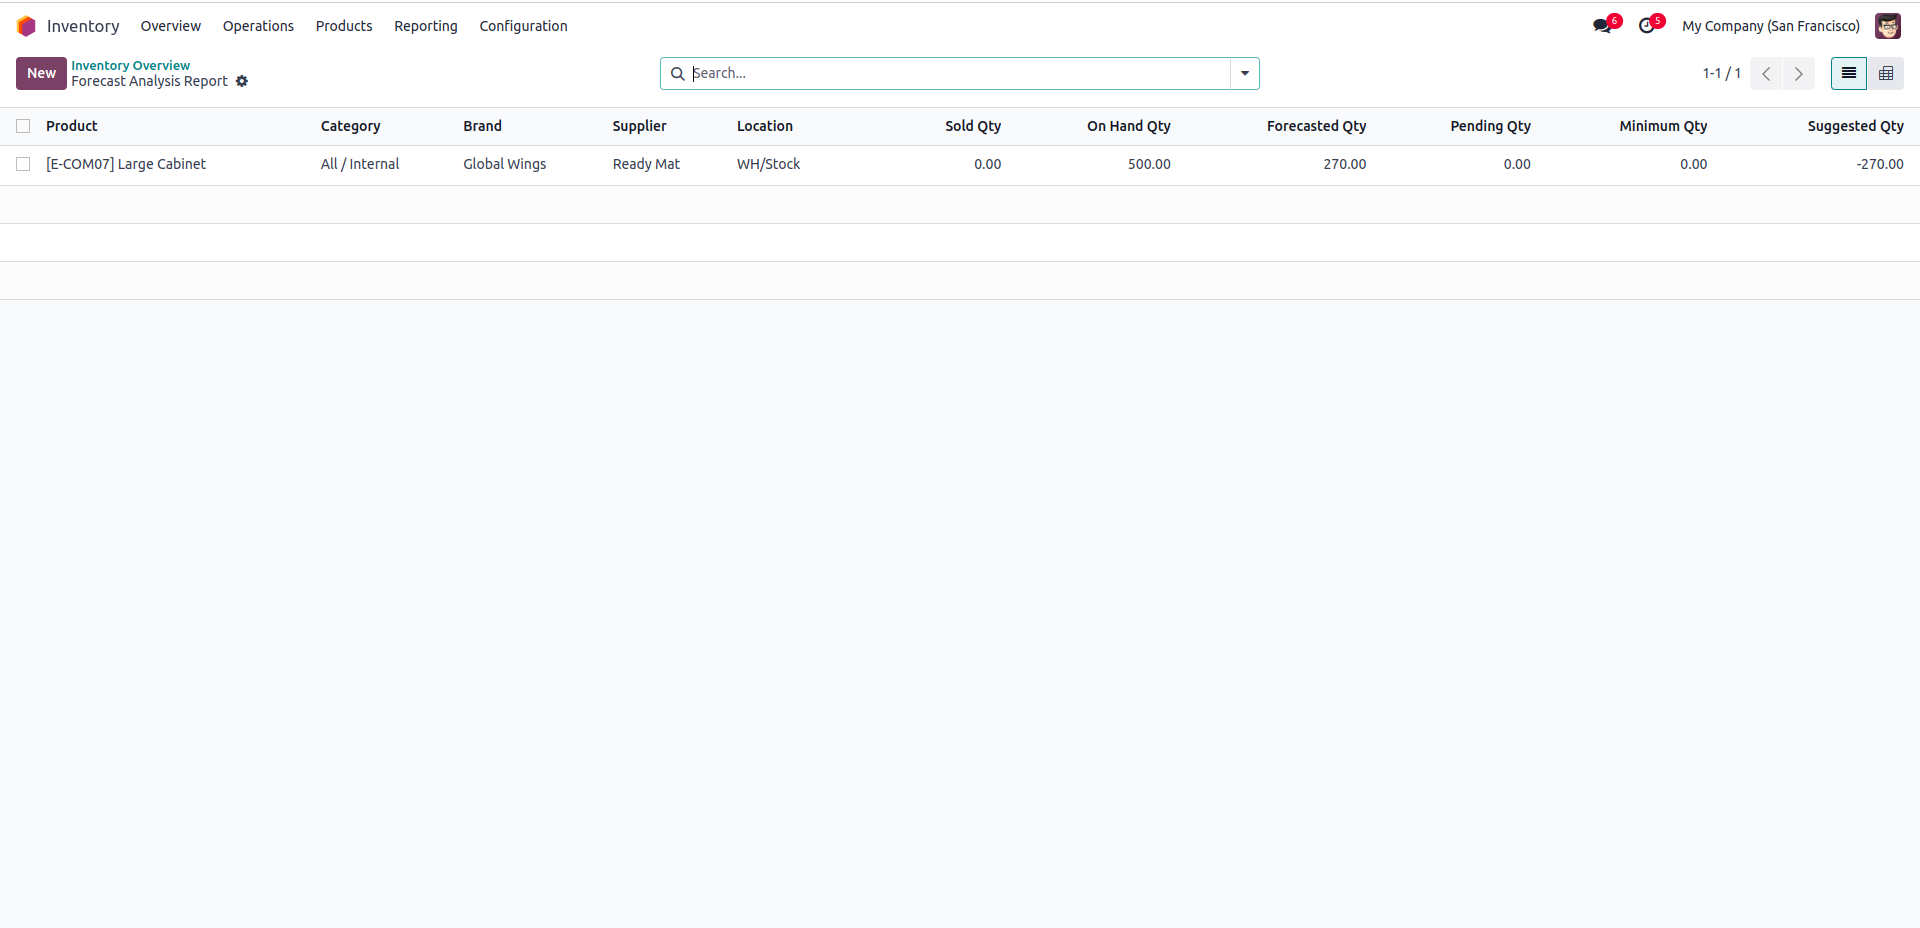 Inventory Overview Operations Products Reporting Configuration 6 5 My Company (San Francisco)
New Inventory Overview
Forecast Analysis Report
Search...
1-1 / 1
Product Category Brand Supplier Location Sold Qty On Hand Qty Forecasted Qty Pending Qty Minimum Qty Suggested Qty
[E-COM07] Large Cabinet All / Internal Global Wings Ready Mat WH/Stock 0.00 500.00 270.00 0.00 0.00 -270.00